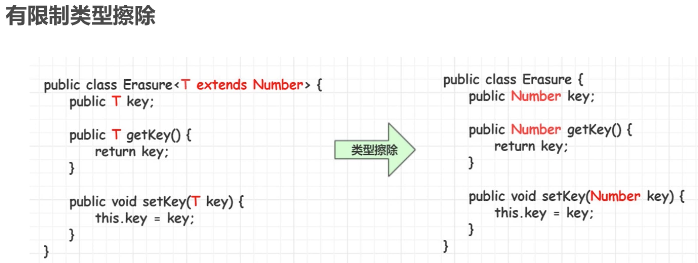 有限制类型擦除
public class Erasure<T extends Number> {
public T key;
public T getKey() {
return key;
}
public void setKey(T key) {
this.key = key;
}
}
类型擦除
public class Erasure {
public Number key;
public Number getKey() {
return key;
}
public void setKey(Number key) {
this.key = key;
}
}